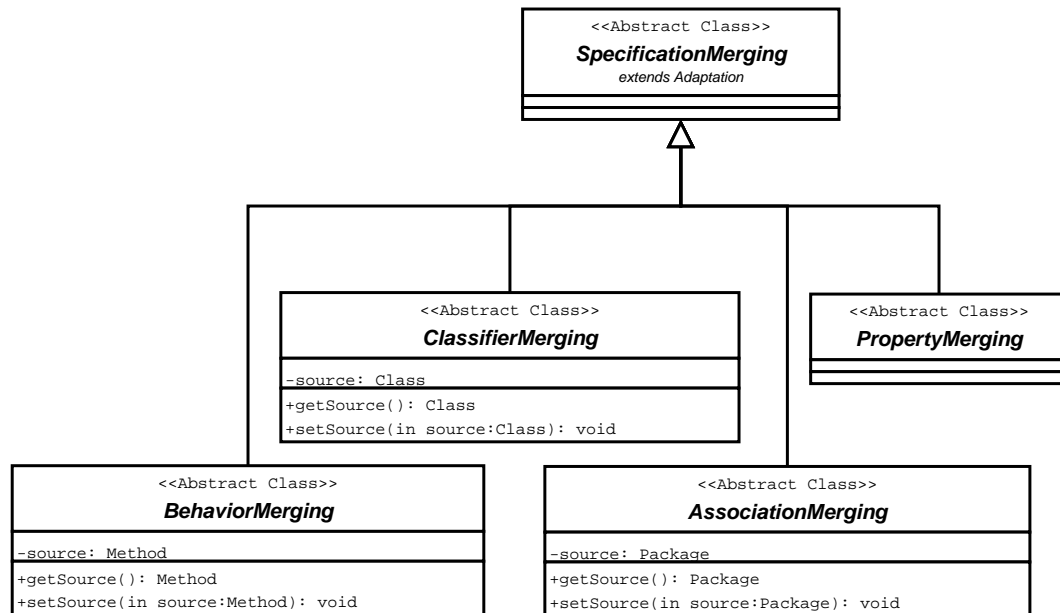 <<Abstract Class>>
SpecificationMerging
extends Adaptation
<<Abstract Class>>
ClassifierMerging
-source: Class
+getSource(): Class
+setSource(in source:Class): void
<<Abstract Class>>
PropertyMerging
<<Abstract Class>>
BehaviorMerging
-source: Method
+getSource(): Method
+setSource(in source:Method): void
<<Abstract Class>>
AssociationMerging
-source: Package
+getSource(): Package
+setSource(in source:Package): void